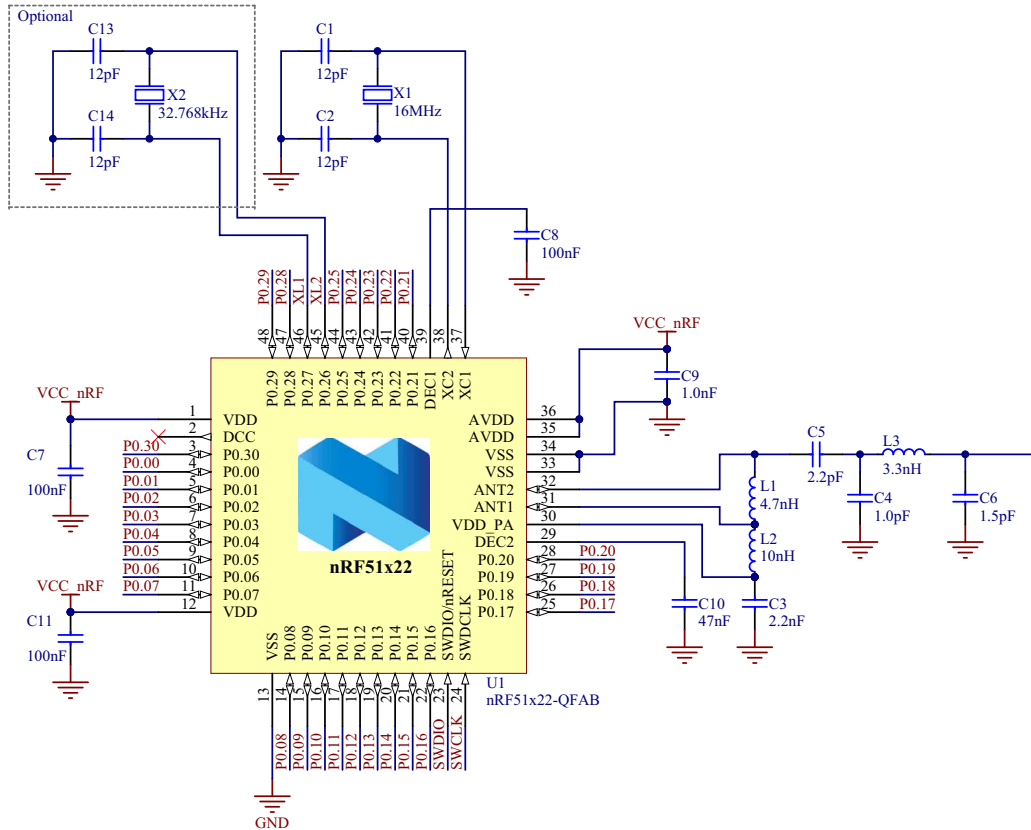 Optional
C13
12pF
X2
32.768kHz
C14
12pF
C1
12pF
X1
16MHz
C2
12pF
C8
100nF
P0.29
P0.28
XL1
XL2
P0.25
P0.24
P0.23
P0.22
P0.21
48
47
46
45
44
43
42
41
40
39
38
37
P0.29
P0.28
P0.27
P0.26
P0.25
P0.24
P0.23
P0.22
P0.21
DEC1
XC2
XC1
VCC_nRF
C9
1.0nF
VCC_nRF
C7
100nF
1 VDD
2 DCC
P0.30 3 P0.30
P0.00 4 P0.00
P0.01 5 P0.01
P0.02 6 P0.02
P0.03 7 P0.03
P0.04 8 P0.04
P0.05 9 P0.05
P0.06 10 P0.06
P0.07 11 P0.07
12 VDD
VCC_nRF
C11
100nF
nRF51x22
AVDD 36
AVDD 35
VSS 34
VSS 33
ANT2 32
ANT1 31
VDD_PA 30
DEC2 29
P0.20 28 P0.20
P0.19 27 P0.19
P0.18 26 P0.18
P0.17 25 P0.17
C5
2.2pF
L3
3.3nH
L1
4.7nH
C4
1.0pF
C6
1.5pF
L2
10nH
C10
47nF
C3
2.2nF
VSS
P0.08
P0.09
P0.10
P0.11
P0.12
P0.13
P0.14
P0.15
P0.16
SWDIO/nRESET
SWDCLK
U1
nRF51x22-QFAB
13
14
15
16
17
18
19
20
21
22
23
24
P0.08
P0.09
P0.10
P0.11
P0.12
P0.13
P0.14
P0.15
P0.16
SWDIO
SWCLK
GND